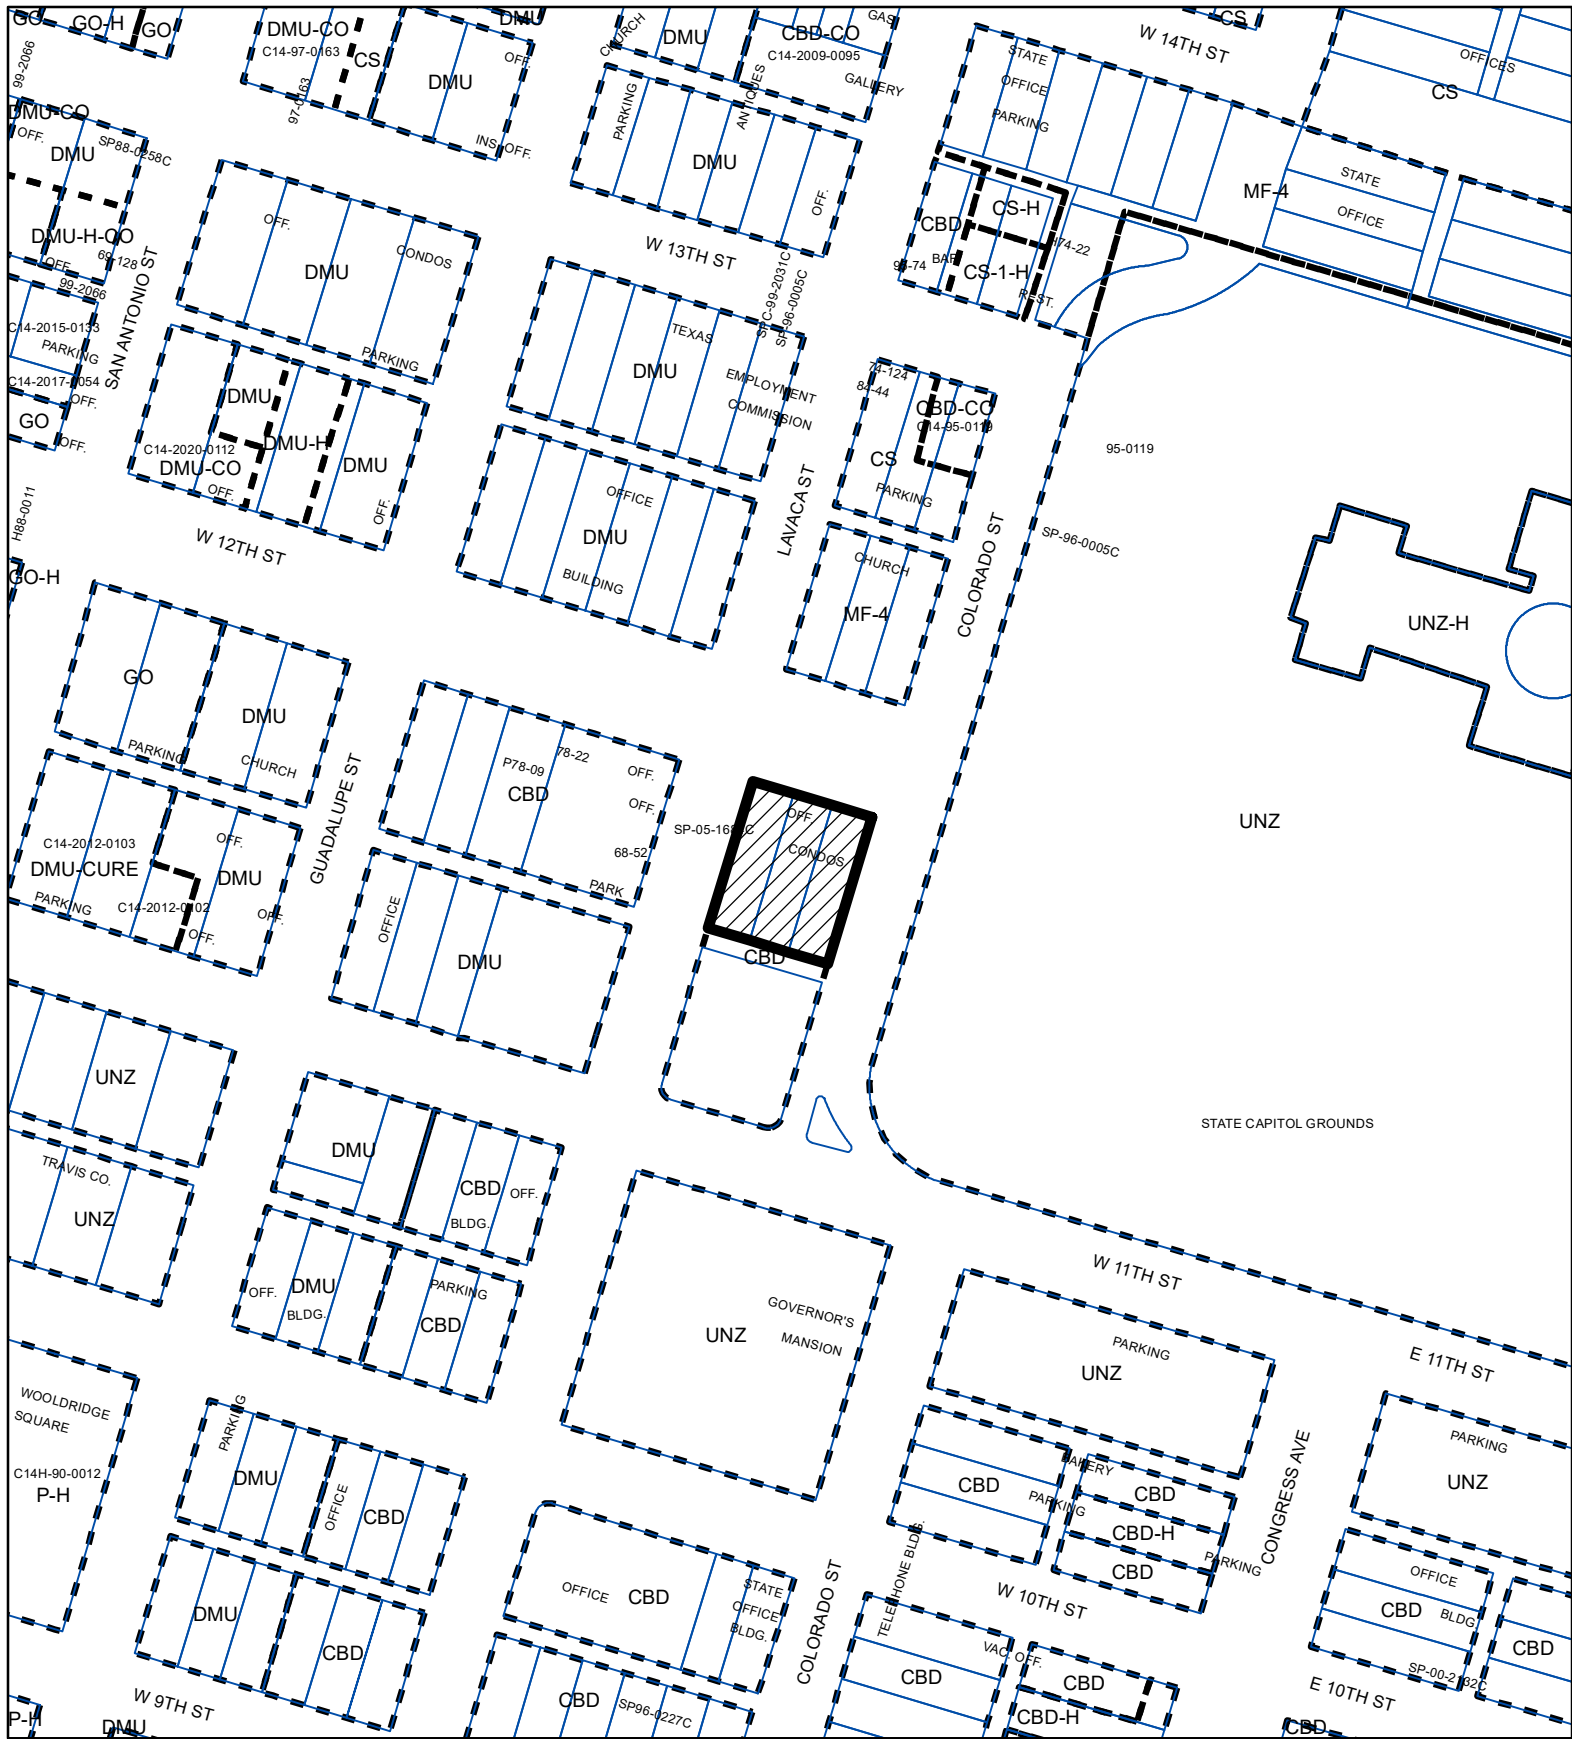 GO
GO-H
GO
DMU-CO
C14-97-0163
CS
DMU
OFF.
DMU
INS. OFF.
97-0163
99-2066
CHURCH
DMU
CBD-CO
C14-2009-0095
GAS
GALLERY
ANTIQUES
PARKING
DMU
OFF.
W 13TH ST
W 14TH ST
CS
STATE
OFFICE
PARKING
OFFICES
CS
MF-4
STATE
OFFICE
DMU-CO
OFF.
DMU
SP88-0258C
DMU-H-CO
69-128
OFF.
99-2066
C14-2015-0133
PARKING
C14-2017-0054
OFF.
GO
OFF.
SAN ANTONIO ST
OFF.
CONDOS
DMU
PARKING
DMU
C14-2020-0112
DMU-CO
OFF.
DMU-H
DMU
OFF.
W 12TH ST
H88-0011
GO-H
SPC-99-2031C
SP-96-0005C
TEXAS
DMU
EMPLOYMENT
COMMISSION
OFFICE
DMU
BUILDING
LAVACA ST
CBD
CS-H
BAR
CS-1-H
REST.
H74-22
74-124
84-44
CBD-CO
C14-95-0119
CS
PARKING
CHURCH
MF-4
COLORADO ST
95-0119
SP-96-0005C
UNZ-H
UNZ
STATE CAPITOL GROUNDS
GO
PARKING
DMU
CHURCH
GUADALUPE ST
C14-2012-0103
DMU-CURE
PARKING
C14-2012-0102
OFF.
DMU
OFF.
OFF.
P78-09
78-22
CBD
OFF.
OFF.
68-52
PARK
OFFICE
DMU
OFF.
CONDOS
CBD
UNZ
TRAVIS CO.
UNZ
DMU
CBD
OFF.
BLDG.
OFF.
DMU
BLDG.
PARKING
CBD
GOVERNOR'S
MANSION
UNZ
W 11TH ST
PARKING
UNZ
E 11TH ST
PARKING
UNZ
WOOLDRIDGE
SQUARE
C14H-90-0012
P-H
PARKING
DMU
OFFICE
CBD
DMU
CBD
W 9TH ST
P-H
DMU
OFFICE
CBD
STATE
OFFICE
BLDG.
CBD
SP96-0227C
COLORADO ST
TELEPHONE BLDG.
CBD
PARKING
BAKERY
CBD
CBD-H
CBD
PARKING
CONGRESS AVE
W 10TH ST
CBD
VAC. OFF.
CBD
CBD-H
OFFICE
CBD
BLDG.
CBD
SP-00-2132C
E 10TH ST
CBD